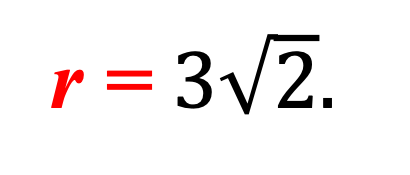 r = 3√2.